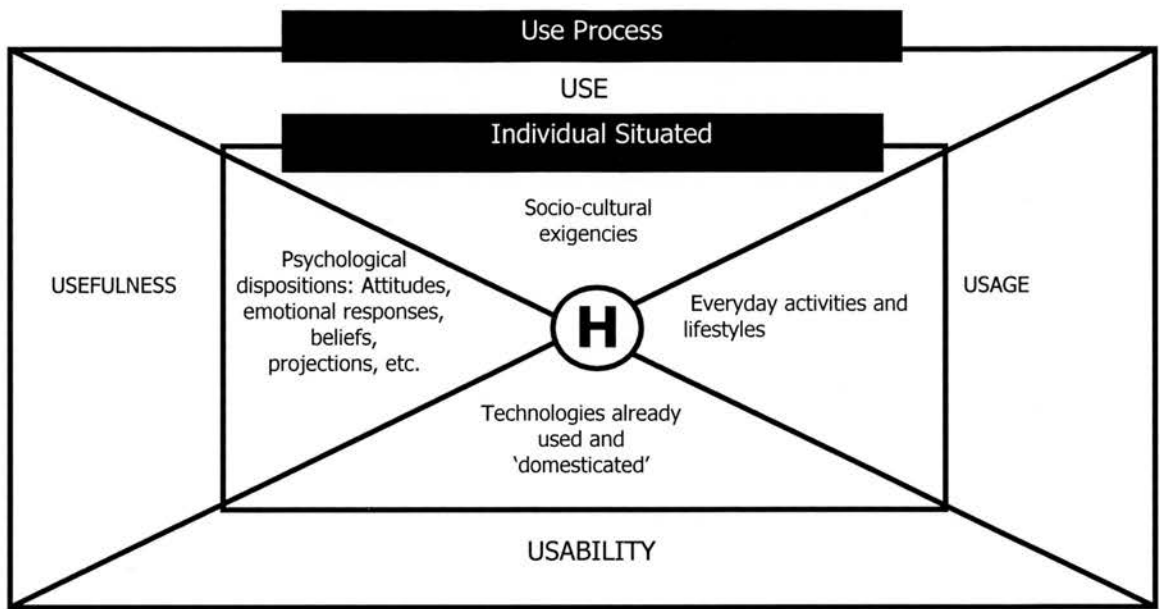 Use Process
USE
Individual Situated
Socio-cultural
exigencies
USEFULNESS
Psychological
dispositions: Attitudes,
emotional responses,
beliefs,
projections, etc.
H
Everyday activities and
lifestyles
USAGE
Technologies already
used and
‘domesticated’
USABILITY